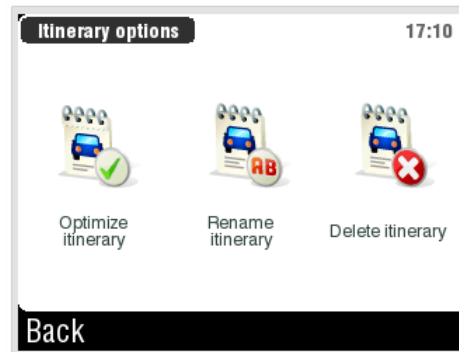 Itinerary options
17:10
AB
Optimize
itinerary
Rename
itinerary
Delete itinerary
Back